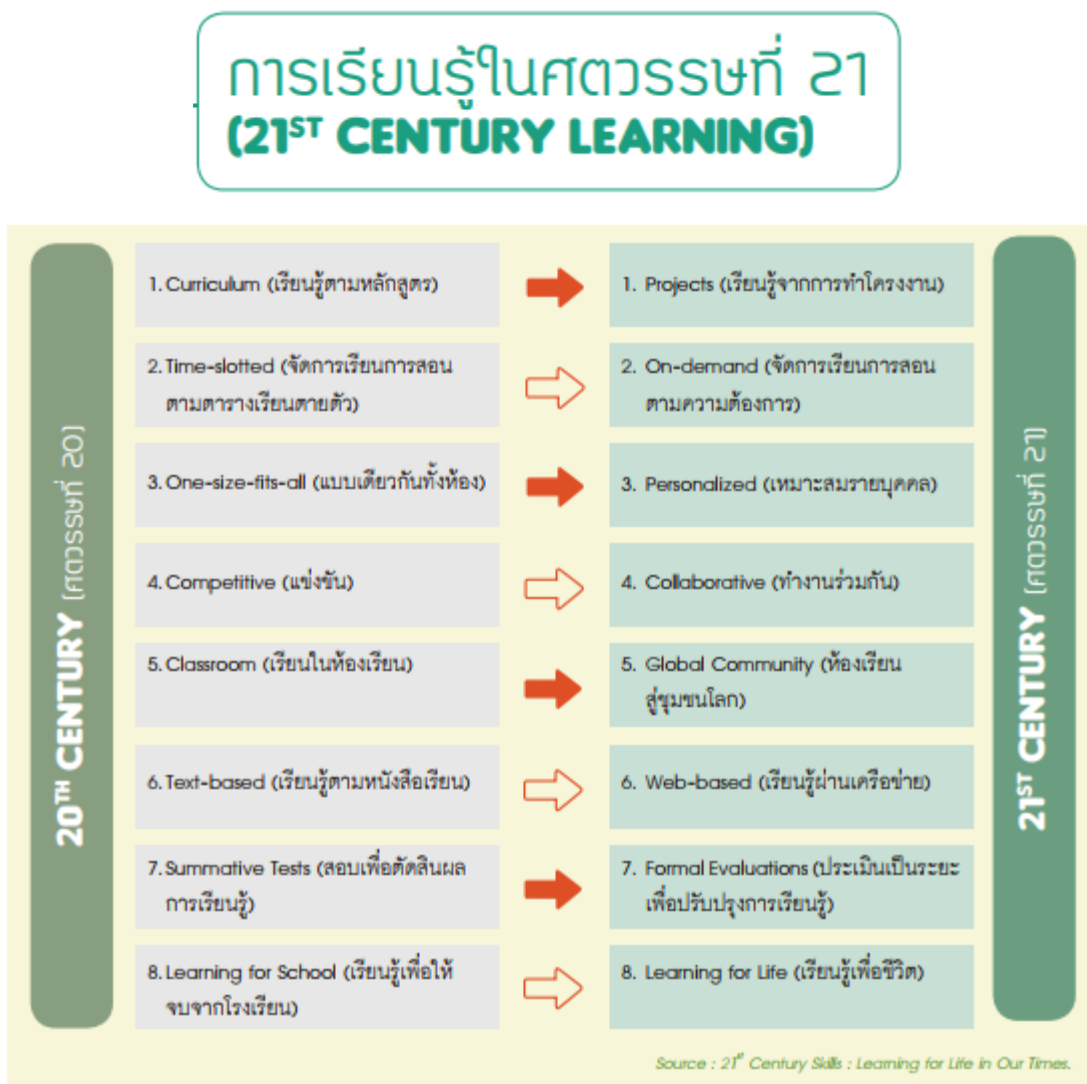 การเรียนรู้ในศตวรรษที่ 21
(21ST CENTURY LEARNING)
20TH CENTURY (ศตวรรษที่ 20)
1. Curriculum (เรียนรู้ตามหลักสูตร)
1. Projects (เรียนรู้จากการทำโครงงาน)
2. Time-slotted (จัดการเรียนการสอน
ตามตารางเรียนตายตัว)
2. On-demand (จัดการเรียนการสอน
ตามความต้องการ)
3. One-size-fits-all (แบบเดียวกันทั้งห้อง)
3. Personalized (เหมาะสมรายบุคคล)
4. Competitive (แข่งขัน)
4. Collaborative (ทำงานร่วมกัน)
5. Classroom (เรียนในห้องเรียน)
5. Global Community (ห้องเรียน
สู่ชุมชนโลก)
6. Text-based (เรียนรู้ตามหนังสือเรียน)
6. Web-based (เรียนรู้ผ่านเครือข่าย)
7. Summative Tests (สอบเพื่อตัดสินผล
การเรียนรู้)
7. Formal Evaluations (ประเมินเป็นระยะ
เพื่อปรับปรุงการเรียนรู้)
8. Learning for School (เรียนรู้เพื่อให้
จบจากโรงเรียน)
8. Learning for Life (เรียนรู้เพื่อชีวิต)
21ST CENTURY (ศตวรรษที่ 21)
Source : 21st Century Skills : Learning for Life in Our Times.